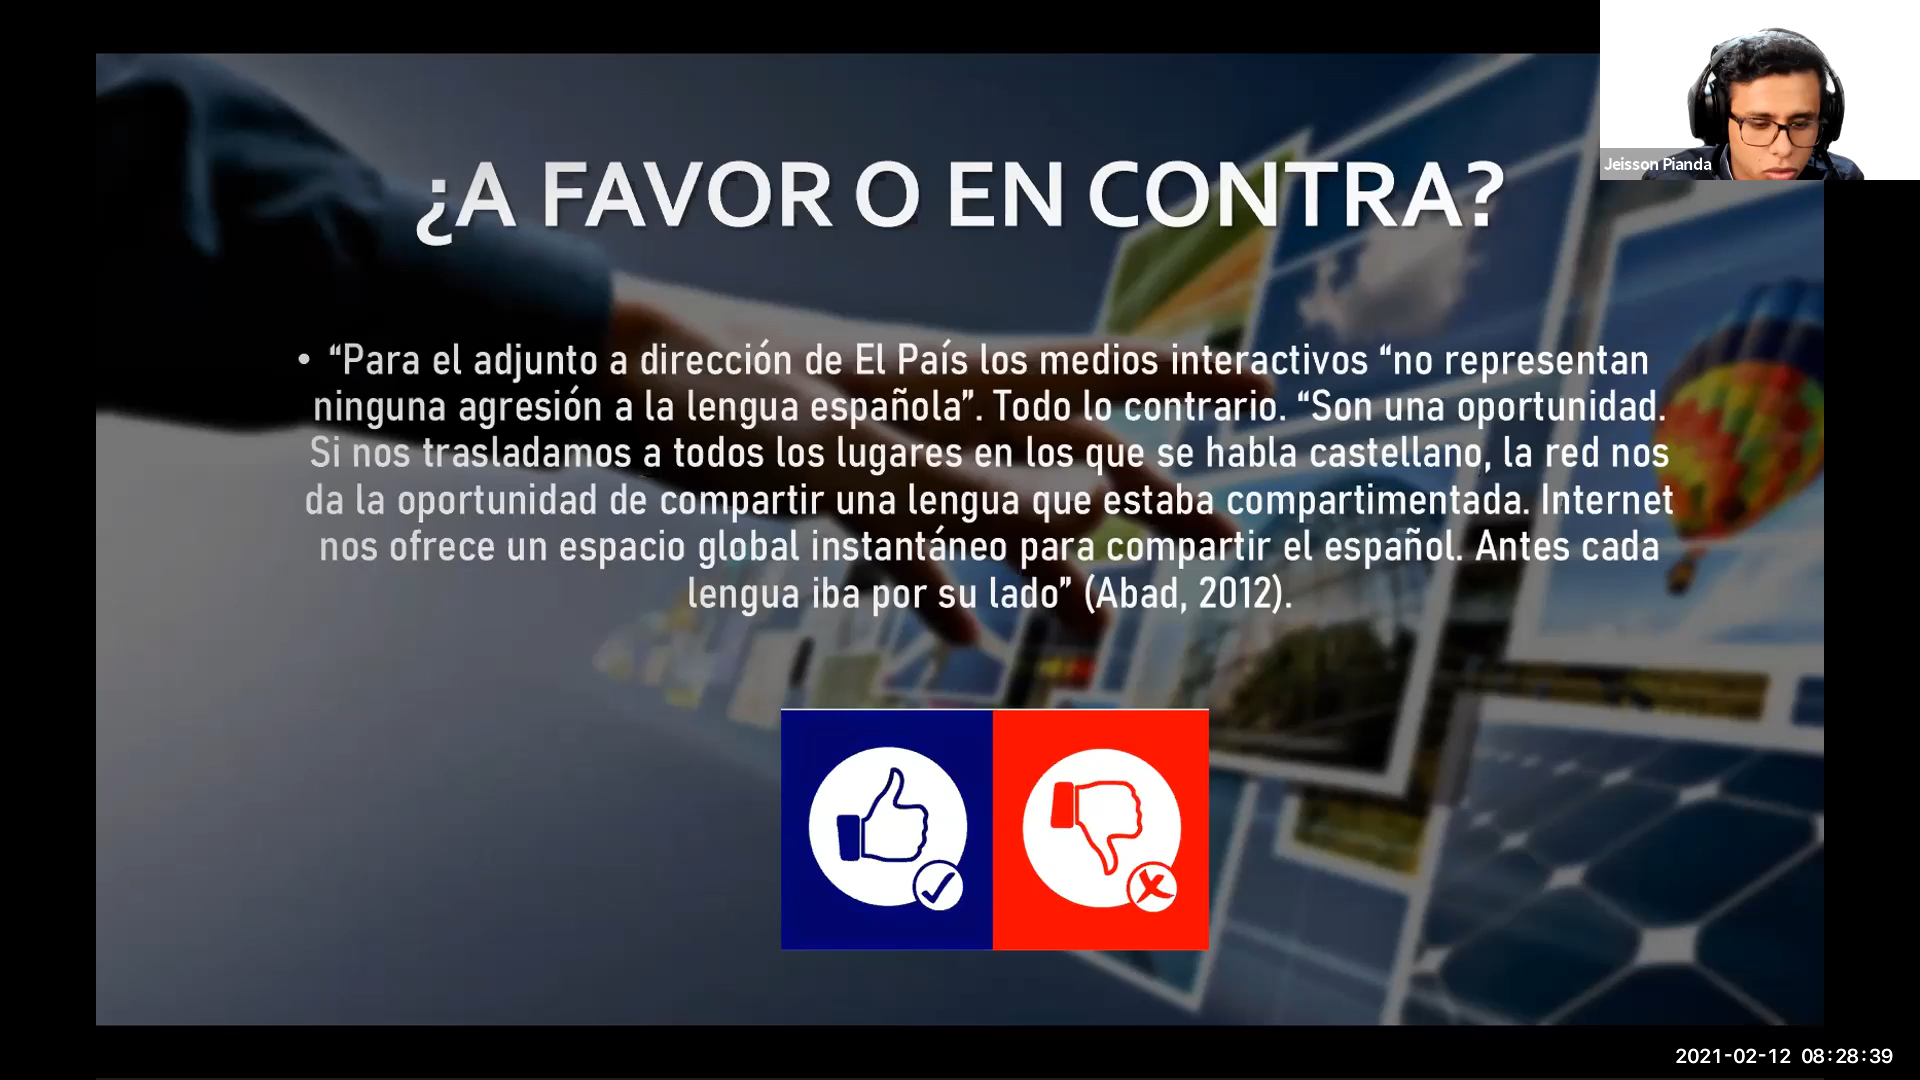 Jeisson Pianda
¿A FAVOR O EN CONTRA?
• “Para el adjunto a dirección de El País los medios interactivos “no representan
ninguna agresión a la lengua española”. Todo lo contrario. “Son una oportunidad.
Si nos trasladamos a todos los lugares en los que se habla castellano, la red nos
da la oportunidad de compartir una lengua que estaba compartimentada. Internet
nos ofrece un espacio global instantáneo para compartir el español. Antes cada
lengua iba por su lado” (Abad, 2012).
2021-02-12 08:28:39